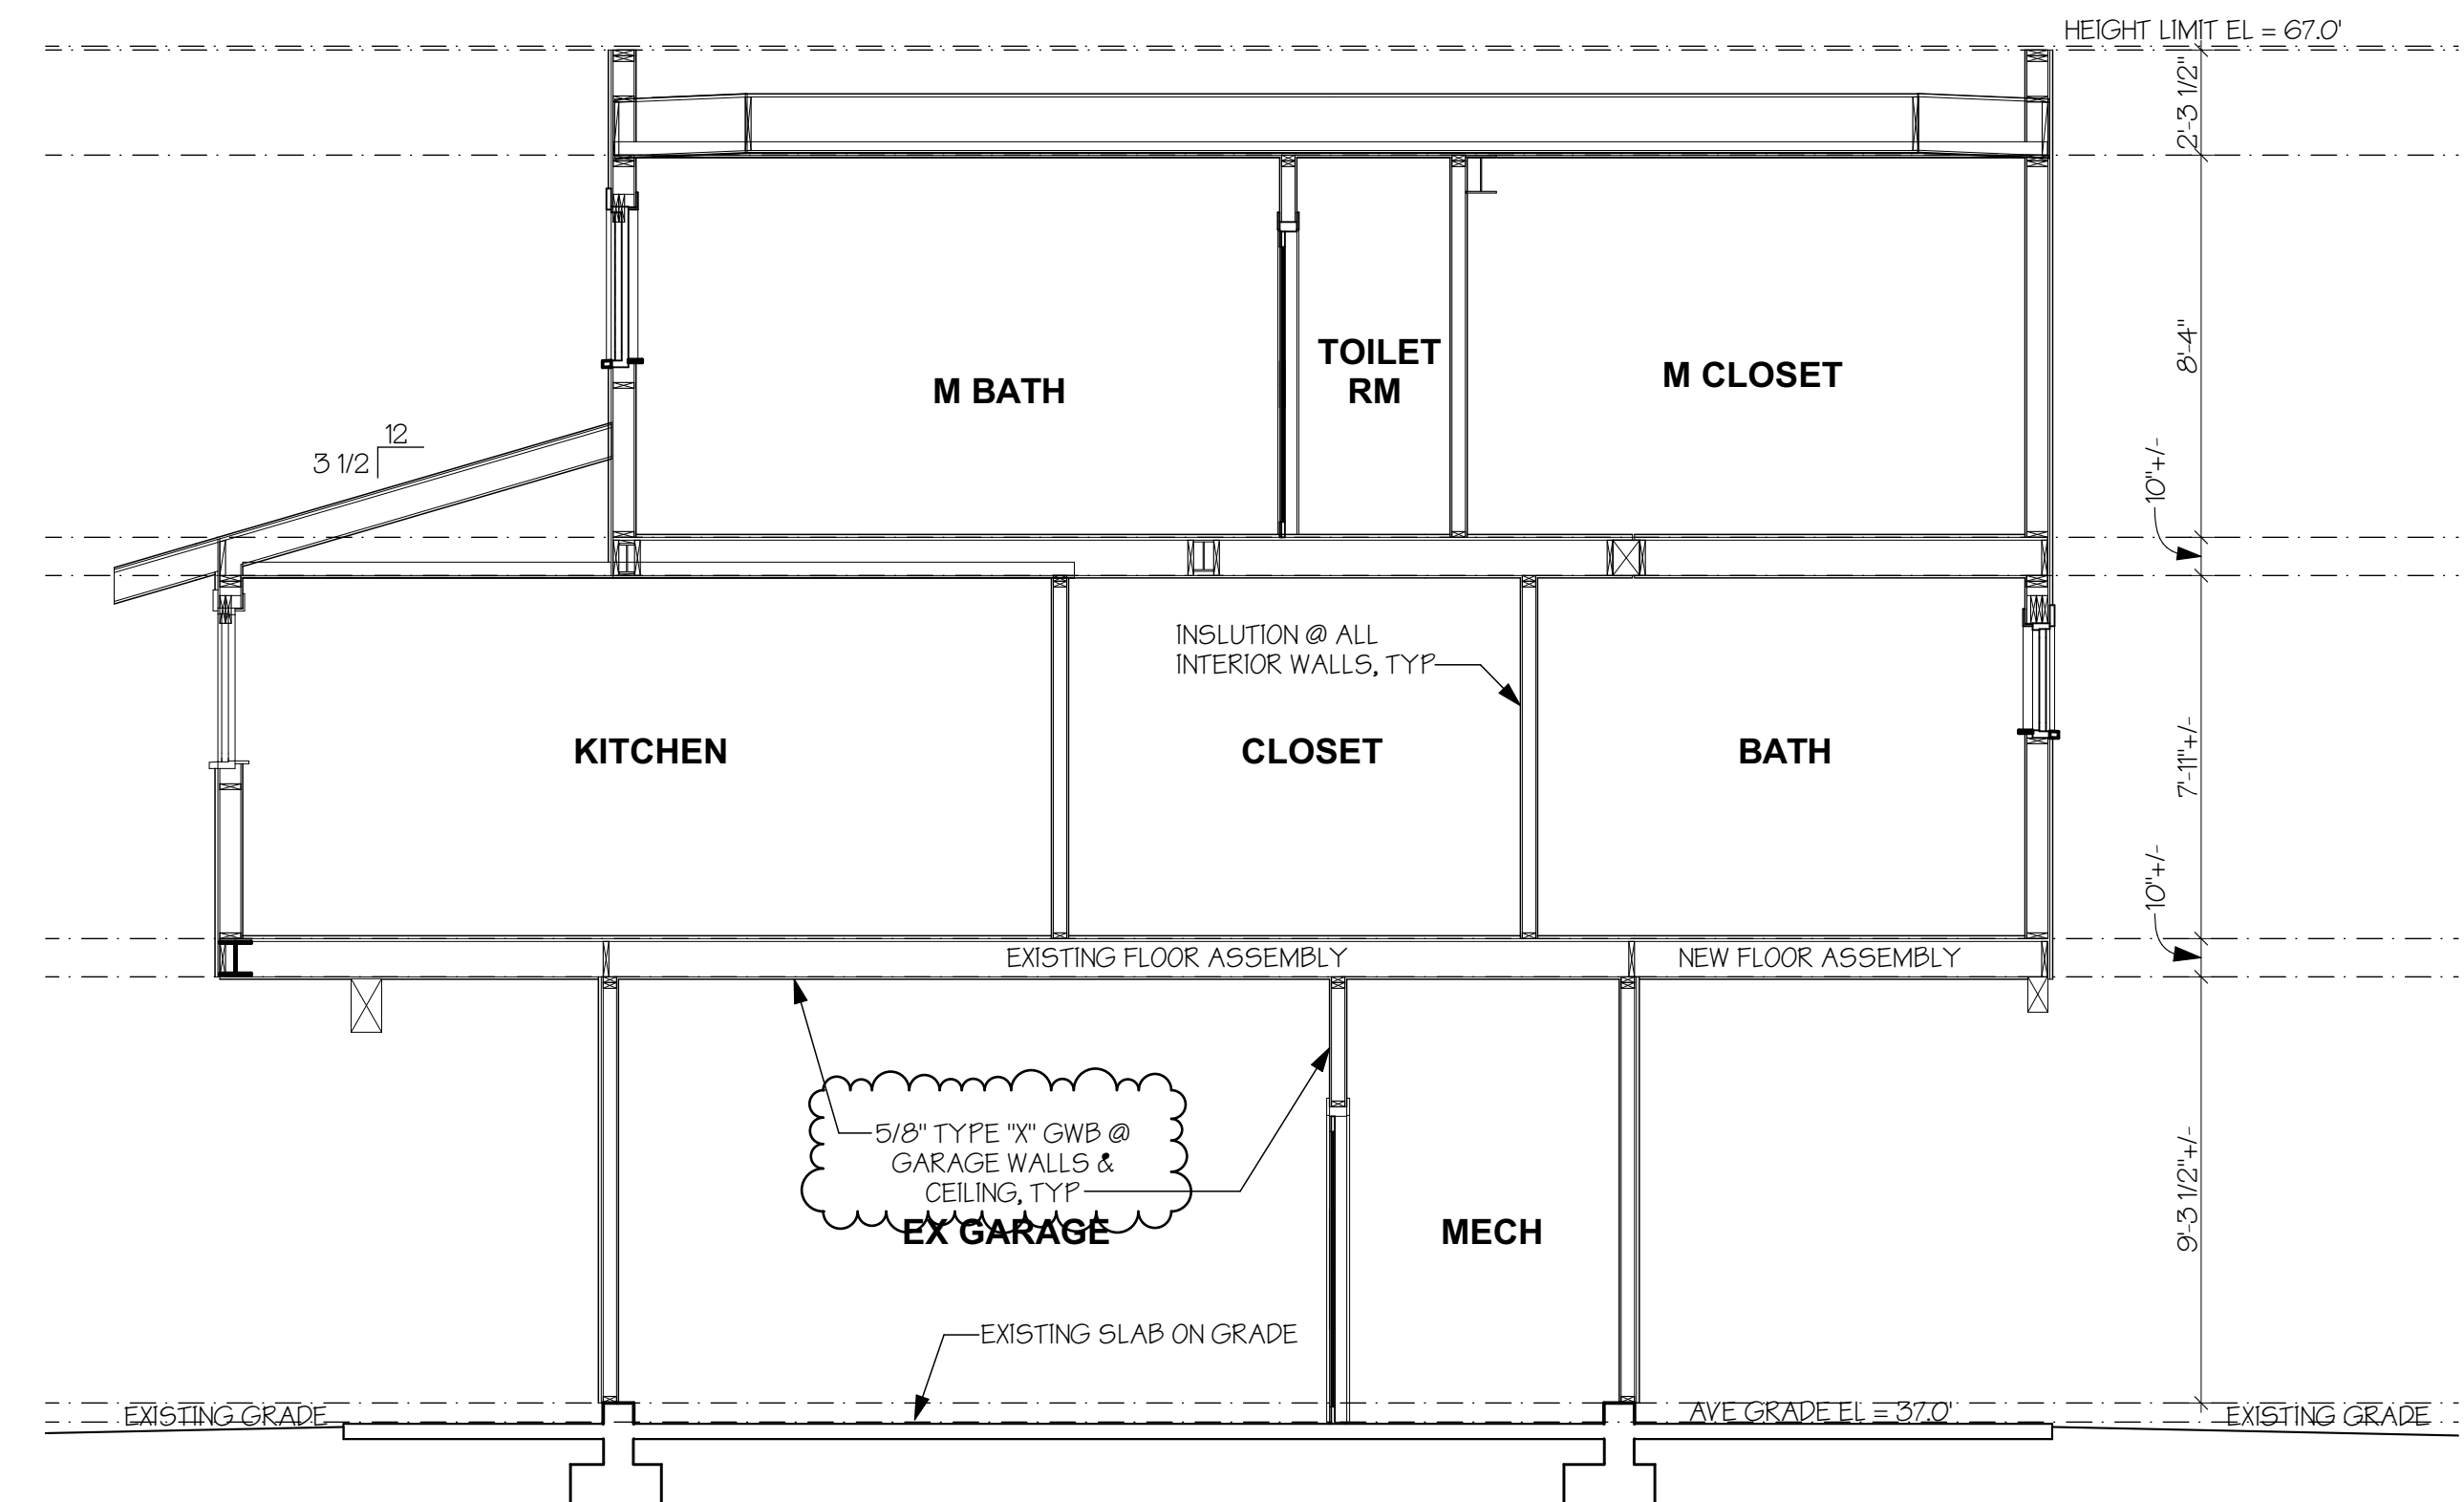 HEIGHT LIMIT EL = 67.0'
2'-3 1/2"
TOILET
RM
M BATH
M CLOSET
8'-4"
12
3 1/2
10"+/-
INSLUTION @ ALL
INTERIOR WALLS, TYP
KITCHEN
CLOSET
BATH
7'-11"+/-
10"+/-
EXISTING FLOOR ASSEMBLY
NEW FLOOR ASSEMBLY
5/8" TYPE "X" GWB @
GARAGE WALLS &
CEILING, TYP
EX GARAGE
MECH
9'-3 1/2"+/-
EXISTING SLAB ON GRADE
EXISTING GRADE
AVE GRADE EL = 37.0'
EXISTING GRADE